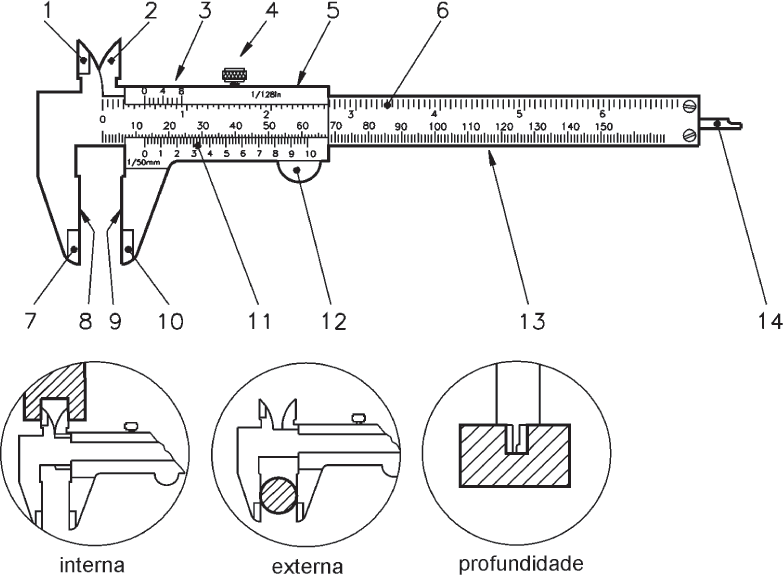 1 2 3 4 5 6
0 4 8
1/128in
1 2 3 4 5 6
0
10 20 30 40 50 60 70 80 90 100 110 120 130 140 150
0 1 2 3 4 5 6 7 8 9 10
1/50mm
7 8 9 10 11 12 13 14
interna externa profundidade